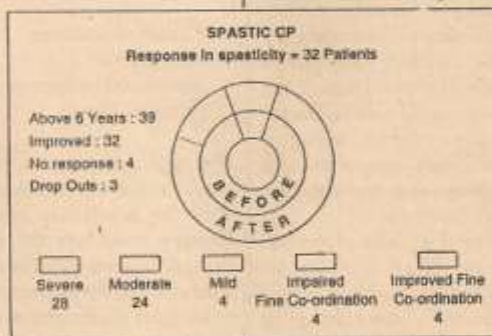 SPASTIC CP
Response in spasticity = 32 Patients
Above 6 Years : 39
Improved : 32
No response : 4
Drop Outs : 3
BEFORE
AFTER
Severe
28
Moderate
24
Mild
4
Impaired
Fine Co-ordination
4
Improved Fine
Co-ordination
4